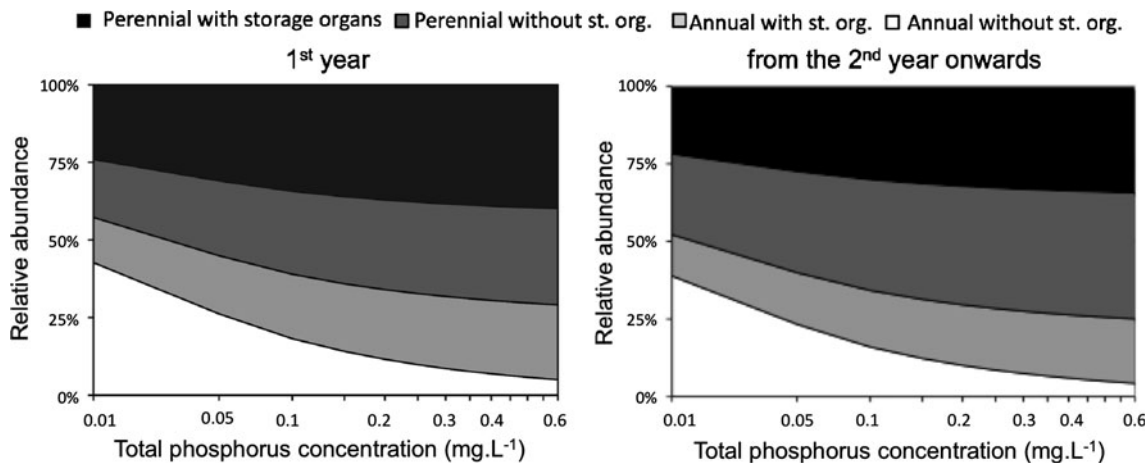 Perennial with storage organs Perennial without st. org. Annual with st. org. Annual without st. org.
1st year
from the 2nd year onwards
Relative abundance
100%
75%
50%
25%
0%
0.01 0.05 0.1 0.2 0.3 0.4 0.6
Total phosphorus concentration (mg.L-1)
Relative abundance
100%
75%
50%
25%
0%
0.01 0.05 0.1 0.2 0.3 0.4 0.6
Total phosphorus concentration (mg.L-1)